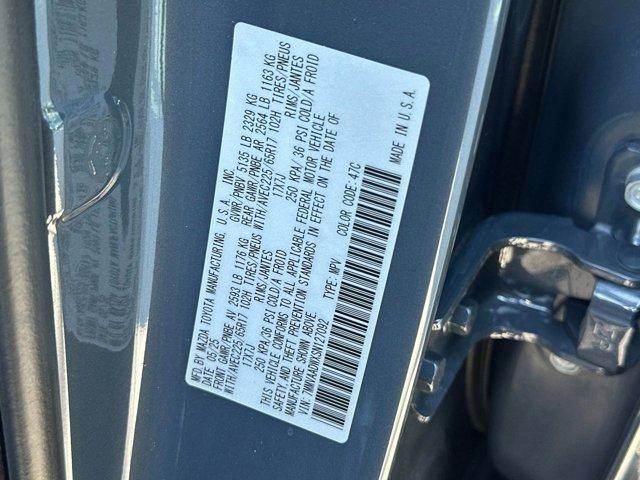 MFD.BY MAZDA TOYOTA MANUFACTURING, U.S.A., INC.
05/25 GVWR/PNBV 5135 LB 2329 KG
FRONT GAWR/PNBE AV 2593 LB 1176 KG REAR GAWR/PNBE AR 2564 LB 1163 KG
WITH/AVEC225/65R17 102H TIRES/PNEUS WITH/AVEC225/65R17 102H TIRES/PNEUS
17X7J RIMS/JANTES 17X7J RIMS/JANTES
250 KPA/36 PSI COLD/A FROID 250 KPA/36 PSI COLD/A FROID
THIS VEHICLE CONFORMS TO ALL APPLICABLE FEDERAL MOTOR VEHICLE
SAFETY, AND THEFT PREVENTION STANDARDS IN EFFECT ON THE DATE OF
MANUFACTURE SHOWN ABOVE.
TYPE: MPV COLOR CODE: 47C
MADE IN U.S.A.